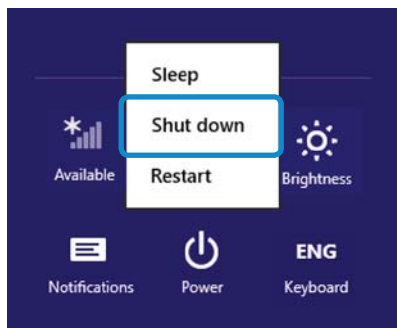 Sleep
Shut down
Restart
Available
Brightness
ENG
Notifications
Power
Keyboard